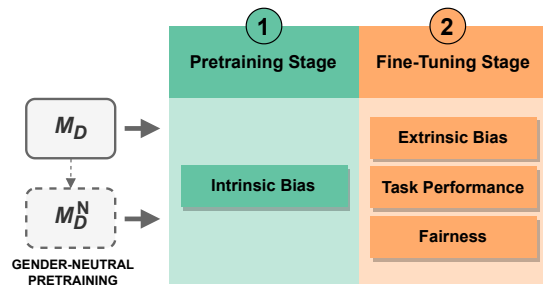 1
2
Pretraining Stage
Fine-Tuning Stage
M_D
Extrinsic Bias
Intrinsic Bias
Task Performance
M_D^N
Fairness
GENDER-NEUTRAL
PRETRAINING